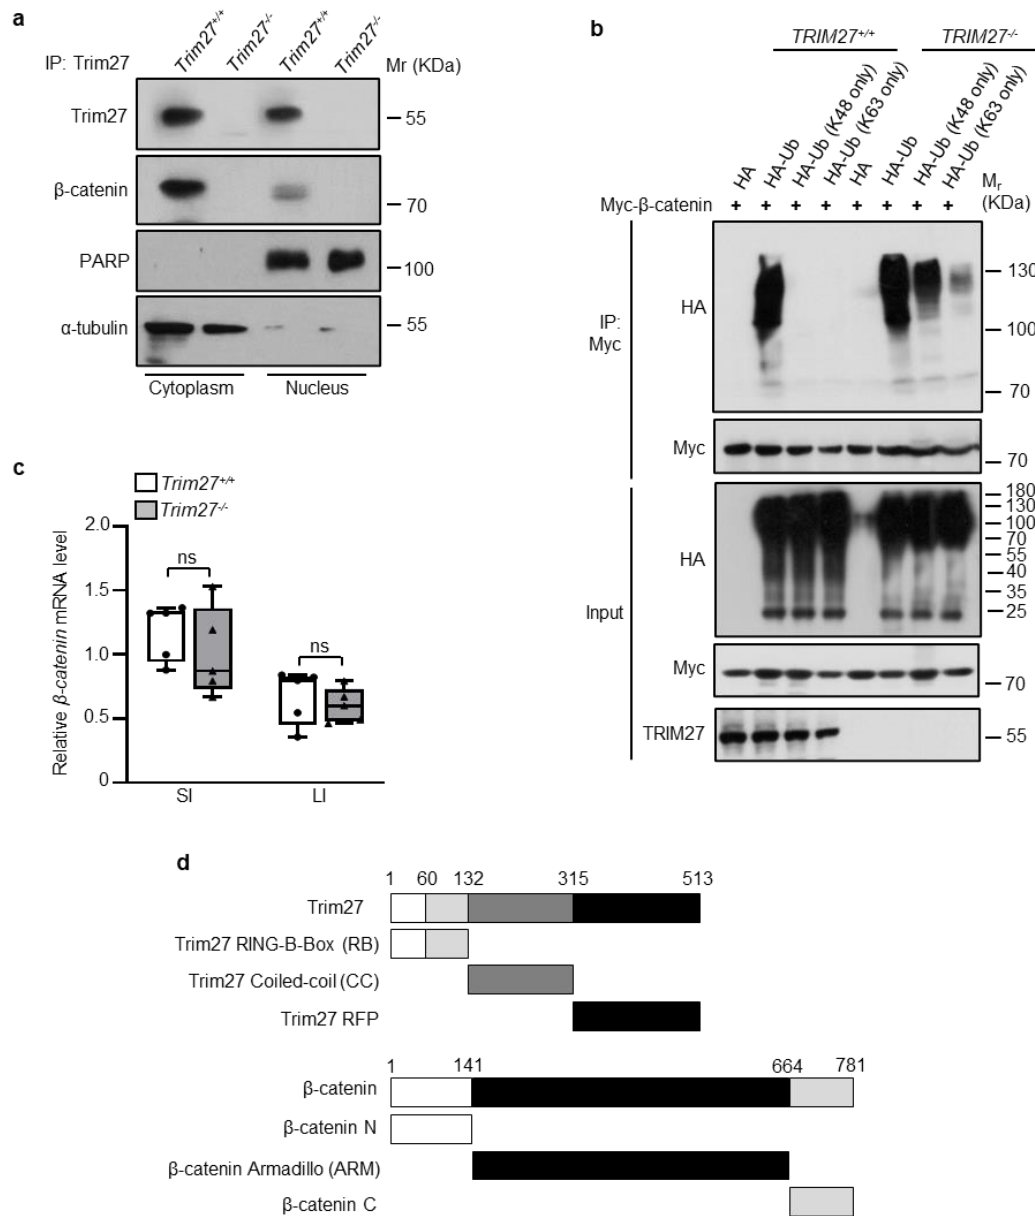 a
Trim27+/+ Trim27-/- Trim27+/+ Trim27-/-
IP: Trim27 Mr (KDa)
Trim27 55
β-catenin 70
PARP 100
α-tubulin 55
Cytoplasm Nucleus
b
TRIM27+/+ TRIM27-/-
HA HA-Ub HA-Ub (K48 only) HA-Ub (K63 only) HA HA-Ub HA-Ub (K48 only) HA-Ub (K63 only)
Mr
(KDa)
Myc-β-catenin + + + + + + + +
IP:
Myc
HA
130
100
70
Myc 70
Input
HA
180
130
100
70
55
40
35
25
Myc 70
TRIM27 55
c
Trim27+/+
Trim27-/-
Relative β-catenin mRNA level
2.0
1.5
1.0
0.5
0
ns
ns
SI LI
d
1 60 132 315 513
Trim27
Trim27 RING-B-Box (RB)
Trim27 Coiled-coil (CC)
Trim27 RFP
1 141 664 781
β-catenin
β-catenin N
β-catenin Armadillo (ARM)
β-catenin C